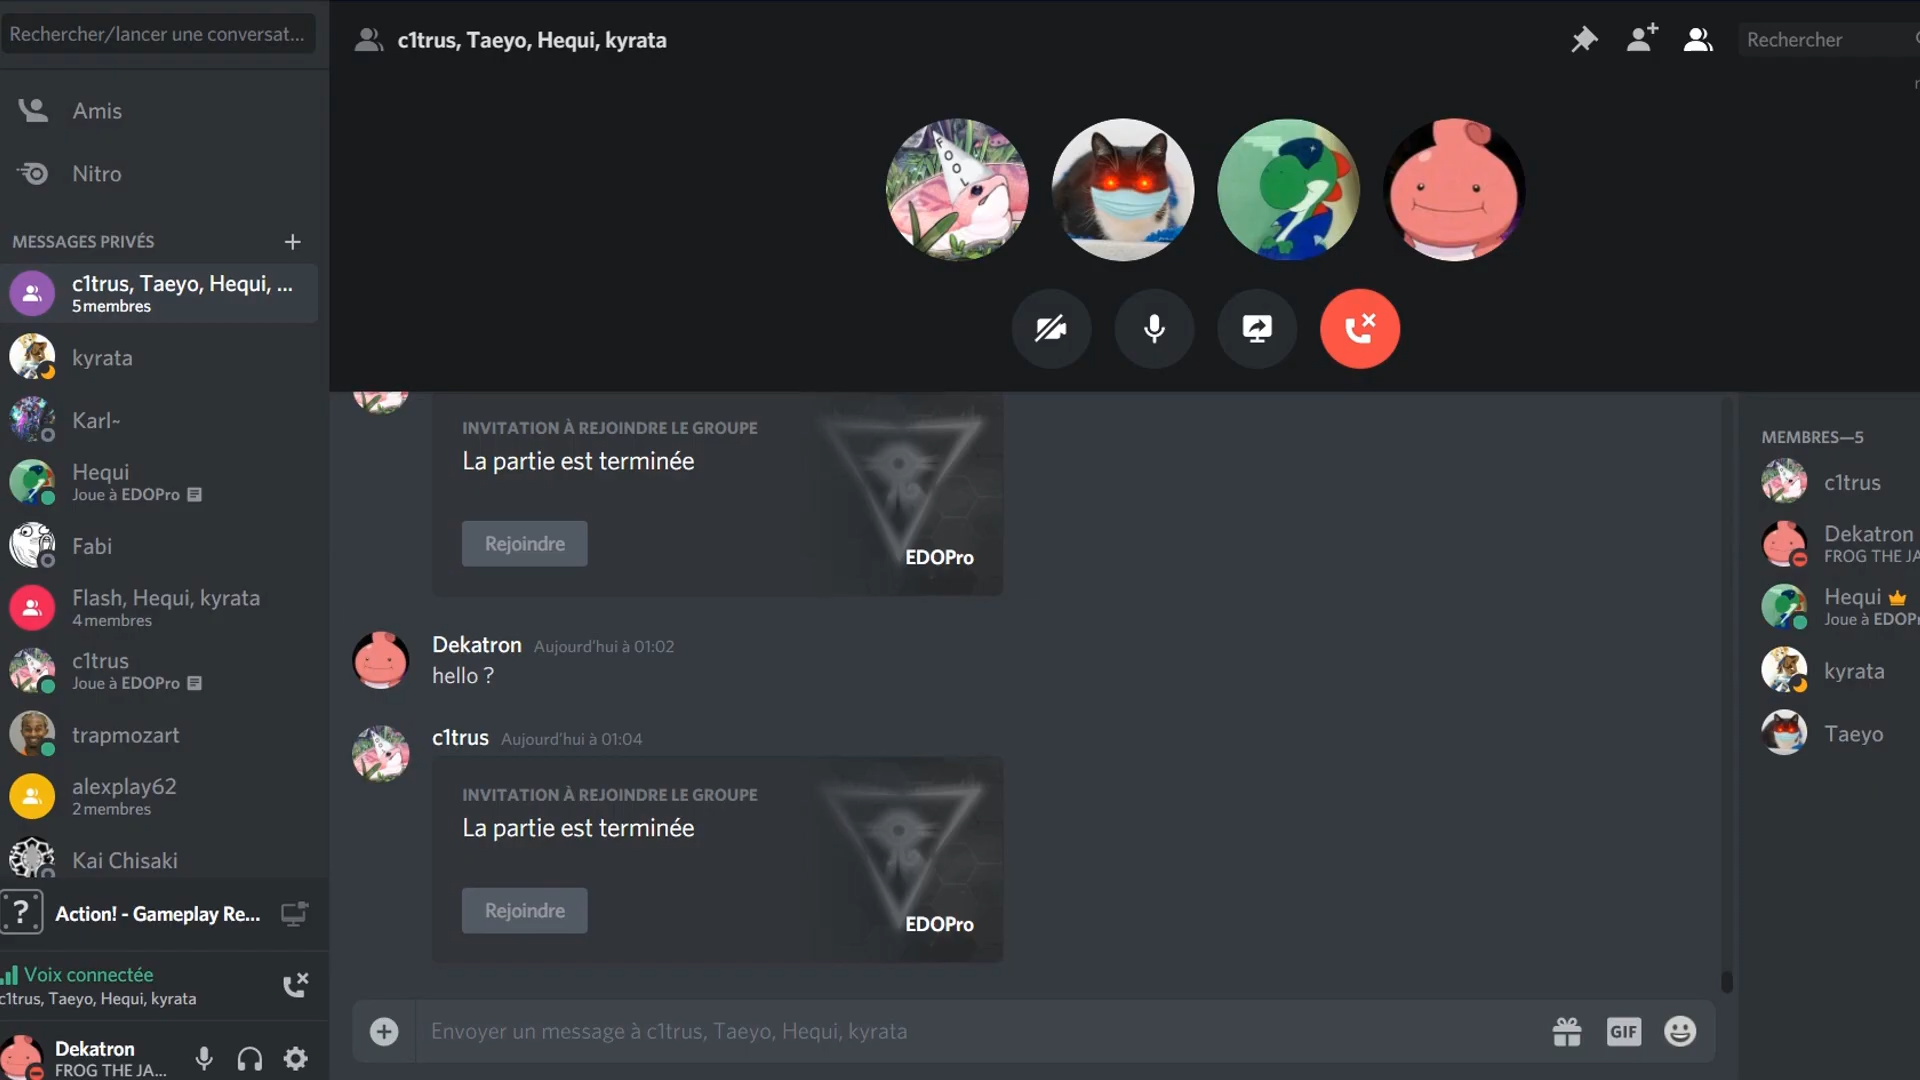 Rechercher/lancer une conversat...
Amis
Nitro
MESSAGES PRIVÉS
c1trus, Taeyo, Hequi, ...
5 membres
kyrata
Karl~
Hequi
Joue à EDOPro
Fabi
Flash, Hequi, kyrata
4 membres
c1trus
Joue à EDOPro
trapmozart
alexplay62
2 membres
Kai Chisaki
?
Action! - Gameplay Re...
Voix connectée
c1trus, Taeyo, Hequi, kyrata
Dekatron
FROG THE JA...
c1trus, Taeyo, Hequi, kyrata
Rechercher
FOOL
INVITATION À REJOINDRE LE GROUPE
La partie est terminée
Rejoindre
EDOPro
Dekatron Aujourd'hui à 01:02
hello ?
c1trus Aujourd'hui à 01:04
INVITATION À REJOINDRE LE GROUPE
La partie est terminée
Rejoindre
EDOPro
Envoyer un message à c1trus, Taeyo, Hequi, kyrata
GIF
MEMBRES—5
c1trus
Dekatron
FROG THE JA
Hequi
Joue à EDOPr
kyrata
Taeyo